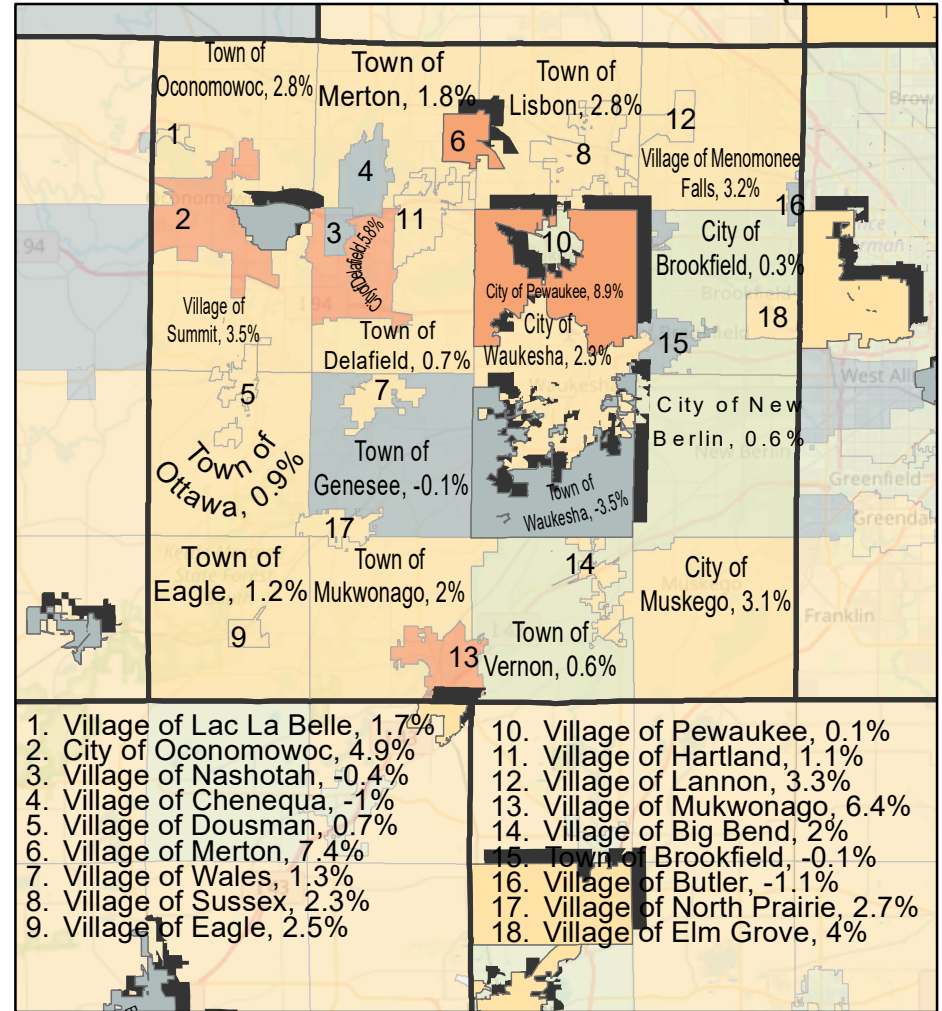 Town of
Oconomowoc, 2.8%
Town of
Merton, 1.8%
Town of
Lisbon, 2.8%
12
1
6
8
4
Village of Menomonee
Falls, 3.2%
Brow
Oconomowoc
2
3
11
16
City of Delafield, 5.8%
10
City of
Brookfield, 0.3%
94
City of Pewaukee, 8.9%
Brookfield
I 94
18
Village of
Summit, 3.5%
Town of
Delafield, 0.7%
City of
Waukesha, 2.3%
15
Waukesha
West All
5
7
City of New
Berlin, 0.6%
New Berlin
Town of
Ottawa, 0.9%
Town of
Genesee, -0.1%
Town of
Waukesha, -3.5%
Greenfield
Greendal
17
Town of
Eagle, 1.2%
Town of
Mukwonago, 2%
14
City of
Muskego, 3.1%
Muskego
Franklin
9
13
Town of
Vernon, 0.6%
1. Village of Lac La Belle, 1.7%
2. City of Oconomowoc, 4.9%
3. Village of Nashotah, -0.4%
4. Village of Chenequa, -1%
5. Village of Dousman, 0.7%
6. Village of Merton, 7.4%
7. Village of Wales, 1.3%
8. Village of Sussex, 2.3%
9. Village of Eagle, 2.5%
10. Village of Pewaukee, 0.1%
11. Village of Hartland, 1.1%
12. Village of Lannon, 3.3%
13. Village of Mukwonago, 6.4%
14. Village of Big Bend, 2%
15. Town of Brookfield, -0.1%
16. Village of Butler, -1.1%
17. Village of North Prairie, 2.7%
18. Village of Elm Grove, 4%